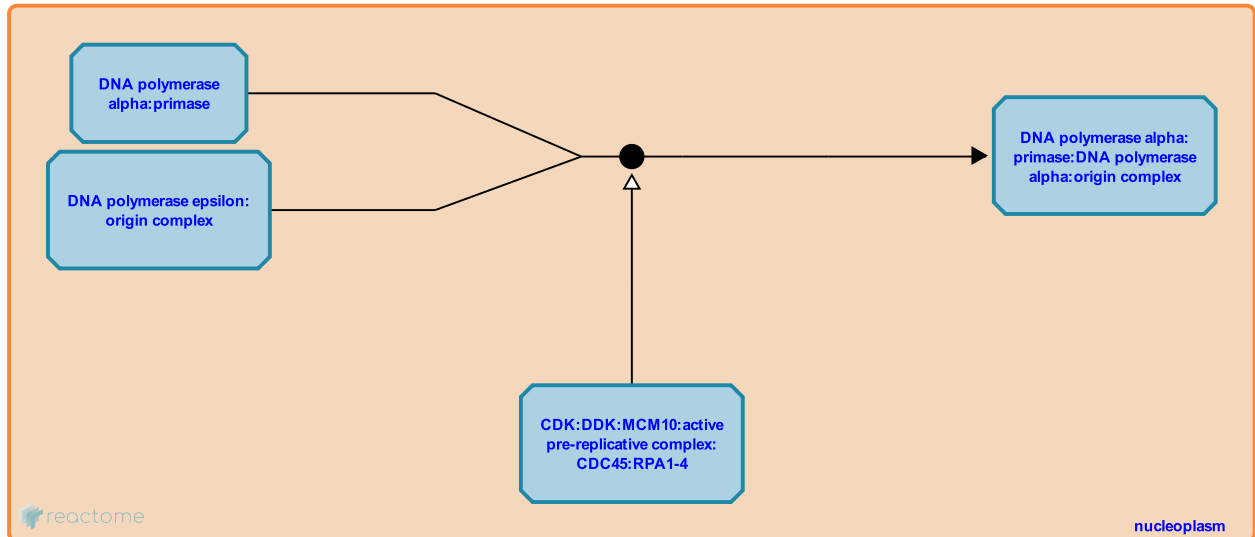 DNA polymerase
alpha:primase
DNA polymerase epsilon:
origin complex
DNA polymerase alpha:
primase:DNA polymerase
alpha:origin complex
CDK:DDK:MCM10:active
pre-replicative complex:
CDC45:RPA1-4
reactome
nucleoplasm